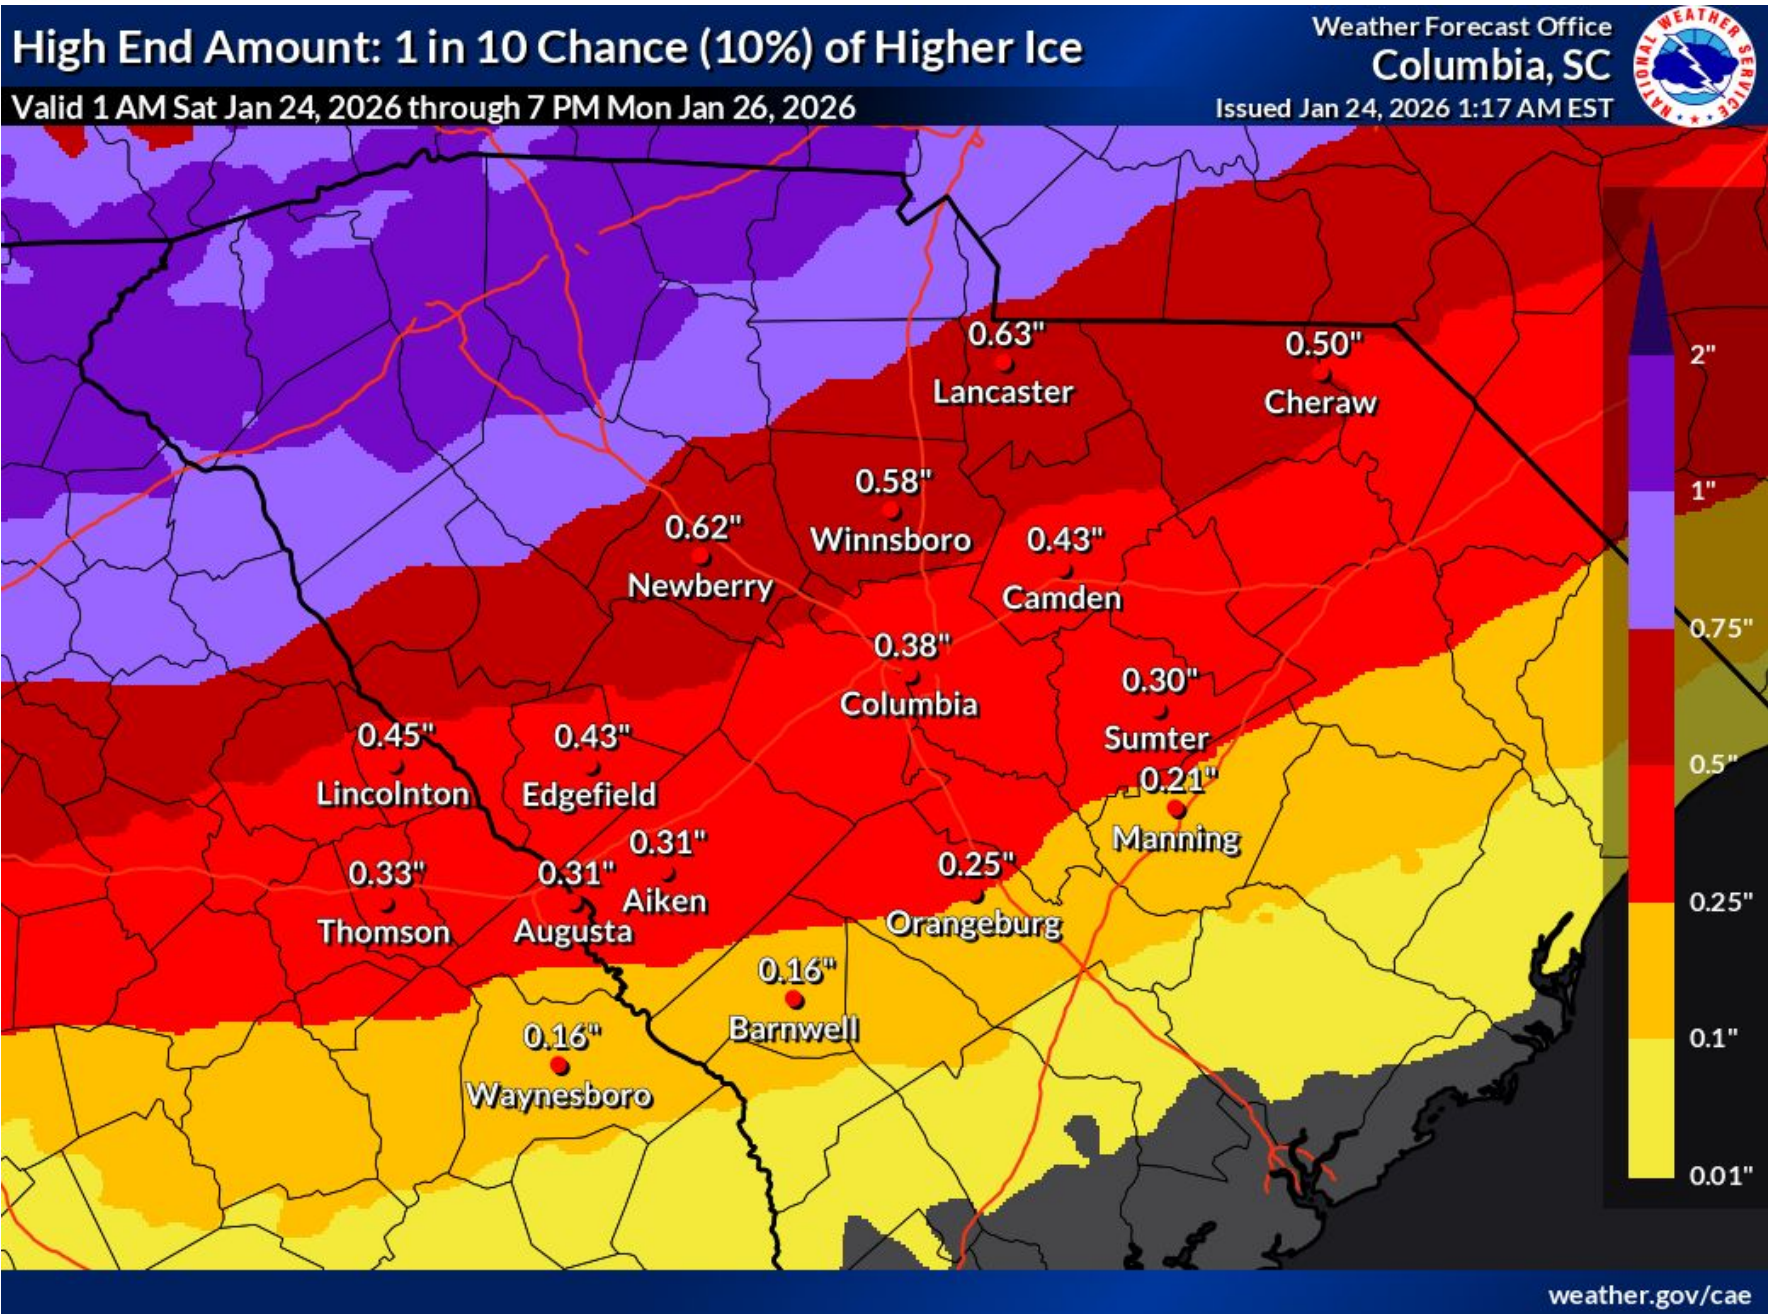 High End Amount: 1 in 10 Chance (10%) of Higher Ice
Valid 1 AM Sat Jan 24, 2026 through 7 PM Mon Jan 26, 2026
Weather Forecast Office
Columbia, SC
Issued Jan 24, 2026 1:17 AM EST
NATIONAL WEATHER SERVICE
0.63"
Lancaster
0.50"
Cheraw
0.58"
Winnsboro
0.62"
Newberry
0.43"
Camden
0.38"
Columbia
0.30"
Sumter
0.45"
Lincolnton
0.43"
Edgefield
0.21"
Manning
0.33"
Thomson
0.31"
Augusta
0.31"
Aiken
0.25"
Orangeburg
0.16"
Barnwell
0.16"
Waynesboro
2"
1"
0.75"
0.5"
0.25"
0.1"
0.01"
weather.gov/cae